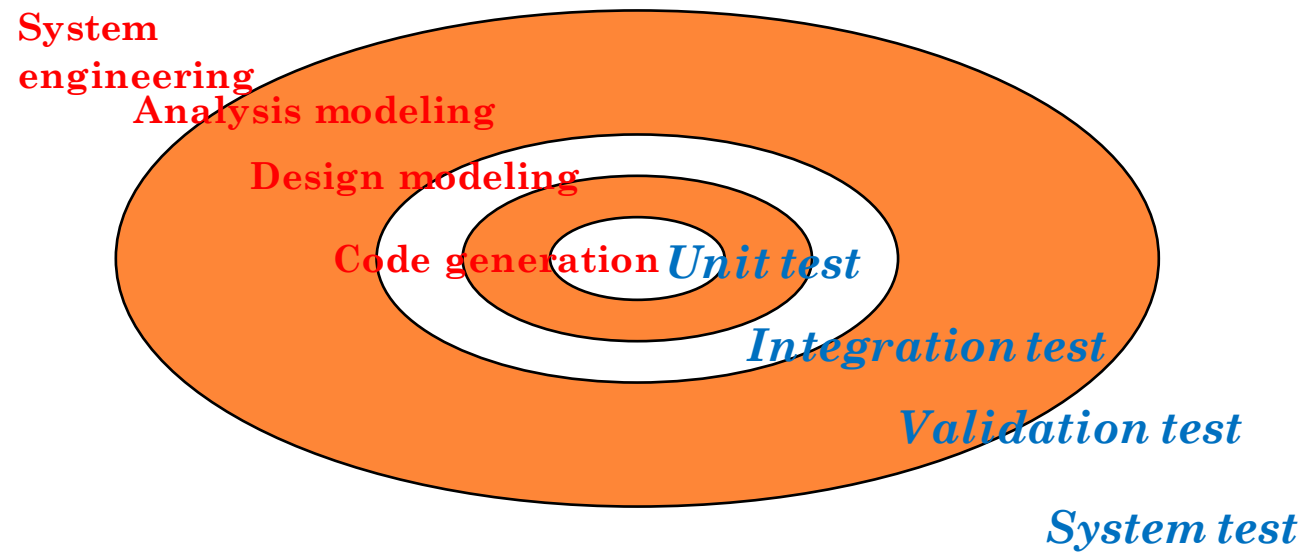 System
engineering
Analysis modeling
Design modeling
Code generation
Unit test
Integration test
Validation test
System test